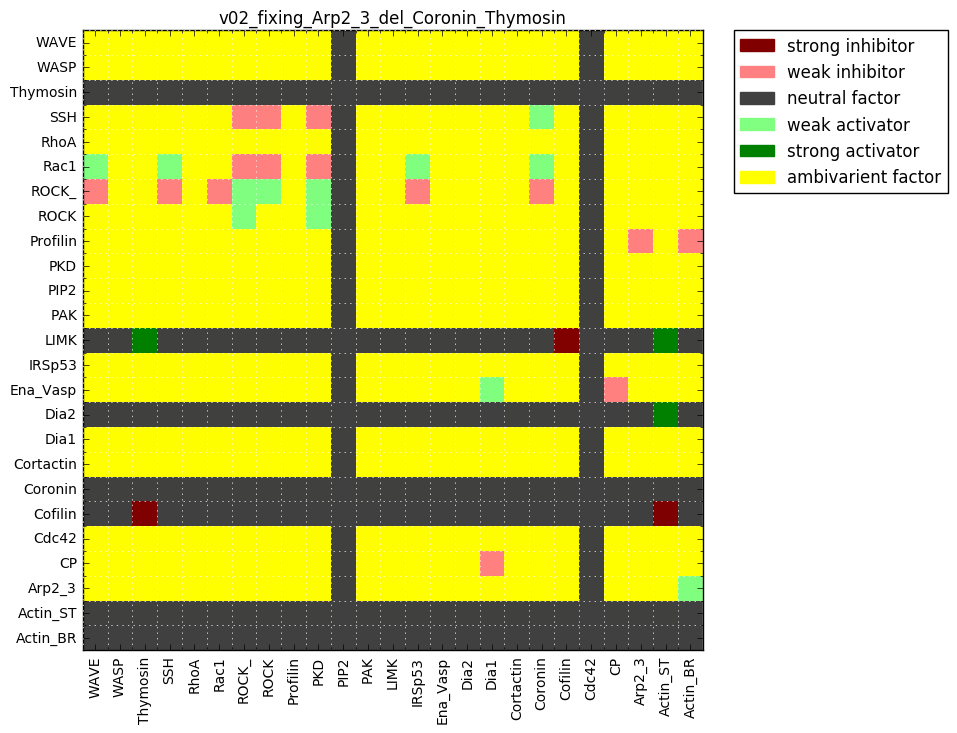 v02_fixing_Arp2_3_del_Coronin_Thymosin
WAVE
WASP
Thymosin
SSH
RhoA
Rac1
ROCK_
ROCK
Profilin
PKD
PIP2
PAK
LIMK
IRSp53
Ena_Vasp
Dia2
Dia1
Cortactin
Coronin
Cofilin
Cdc42
CP
Arp2_3
Actin_ST
Actin_BR
WAVE
WASP
Thymosin
SSH
RhoA
Rac1
ROCK_
ROCK
Profilin
PKD
PIP2
PAK
LIMK
IRSp53
Ena_Vasp
Dia2
Dia1
Cortactin
Coronin
Cofilin
Cdc42
CP
Arp2_3
Actin_ST
Actin_BR
strong inhibitor
weak inhibitor
neutral factor
weak activator
strong activator
ambivarient factor